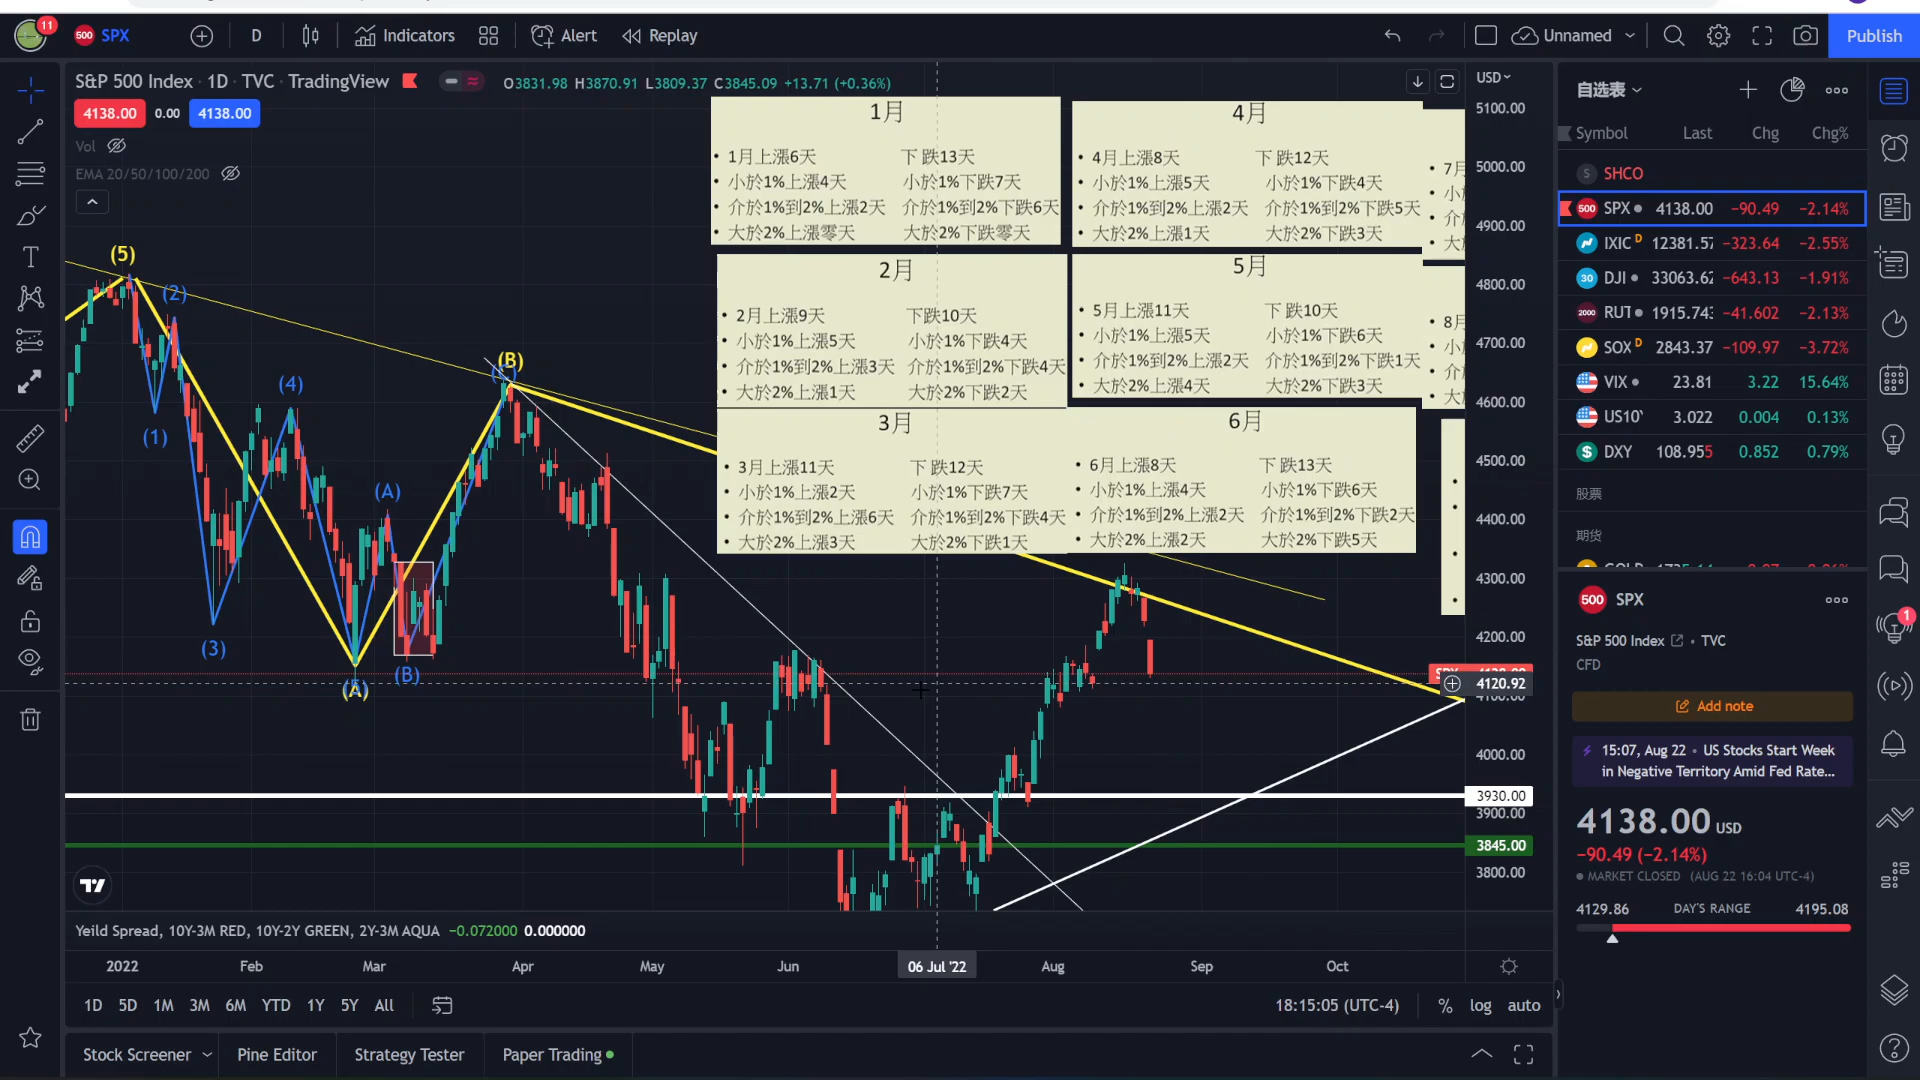 11
500 SPX
D
Indicators
Alert
Replay
Unnamed
Publish
S&P 500 Index · 1D · TVC · TradingView
O3831.98 H3870.91 L3809.37 C3845.09 +13.71 (+0.36%)
4138.00 0.00 4138.00
Vol
EMA 20/50/100/200
1月
1月上漲6天 下 跌13天
小於1%上漲4天 小於1%下跌7天
介於1%到2%上漲2天 介於1%到2%下跌6天
大於2%上漲零天 大於2%下跌零天
4月
4月上漲8天 下 跌12天
小於1%上漲5天 小於1%下跌4天
介於1%到2%上漲2天 介於1%到2%下跌5天
大於2%上漲1天 大於2%下跌3天
7月
2月
2月上漲9天 下跌10天
小於1%上漲5天 小於1%下跌4天
介於1%到2%上漲3天 介於1%到2%下跌4天
大於2%上漲1天 大於2%下跌2天
5月
5月上漲11天 下 跌10天
小於1%上漲5天 小於1%下跌6天
介於1%到2%上漲2天 介於1%到2%下跌1天
大於2%上漲4天 大於2%下跌3天
8月
3月
3月上漲11天 下 跌12天
小於1%上漲2天 小於1%下跌7天
介於1%到2%上漲6天 介於1%到2%下跌4天
大於2%上漲3天 大於2%下跌1天
6月
6月上漲8天 下 跌13天
小於1%上漲4天 小於1%下跌6天
介於1%到2%上漲2天 介於1%到2%下跌2天
大於2%上漲2天 大於2%下跌5天
(5)
(2)
(B)
(4)
(1)
(A)
(3)
(B)
(A)
USD
5100.00
5000.00
4900.00
4800.00
4700.00
4600.00
4500.00
4400.00
4300.00
4200.00
4120.92
4000.00
3930.00
3900.00
3845.00
3800.00
Yeild Spread, 10Y-3M RED, 10Y-2Y GREEN, 2Y-3M AQUA −0.072000 0.000000
2022 Feb Mar Apr May Jun 06 Jul '22 Aug Sep Oct
1D 5D 1M 3M 6M YTD 1Y 5Y All
18:15:05 (UTC-4) % log auto
Stock Screener Pine Editor Strategy Tester Paper Trading
自选表
Symbol Last Chg Chg%
S SHCO
500 SPX 4138.00 −90.49 −2.14%
IXIC D 12381.57 −323.64 −2.55%
30 DJI 33063.62 −643.13 −1.91%
2000 RUT 1915.743 −41.602 −2.13%
SOX D 2843.37 −109.97 −3.72%
VIX 23.81 3.22 15.64%
US10Y 3.022 0.004 0.13%
$ DXY 108.955 0.852 0.79%
股票
期货
500 SPX
S&P 500 Index • TVC
CFD
Add note
15:07, Aug 22 • US Stocks Start Week
in Negative Territory Amid Fed Rate...
4138.00 USD
−90.49 (−2.14%)
MARKET CLOSED (AUG 22 16:04 UTC-4)
4129.86 DAY'S RANGE 4195.08
1